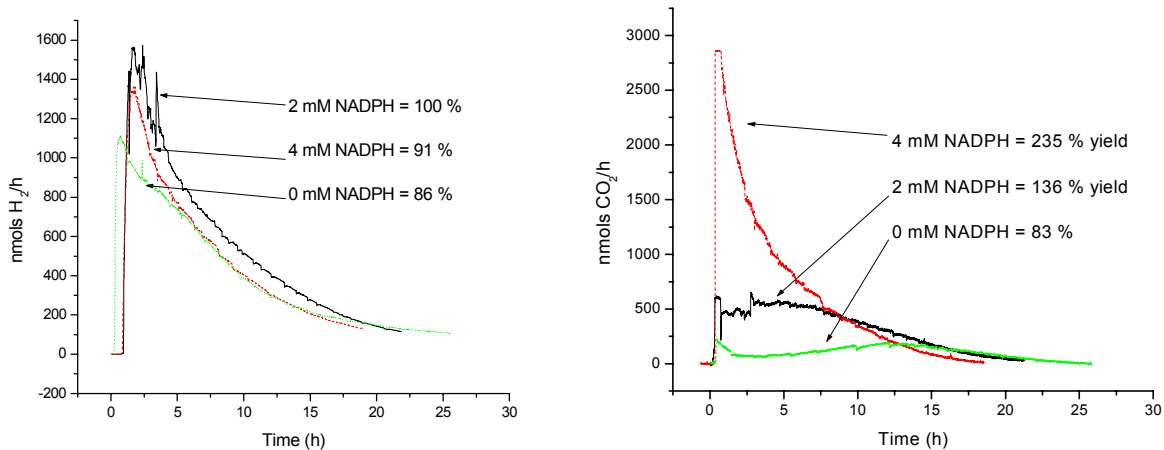 nmols H2/h
1600
1400
1200
1000
800
600
400
200
0
-200
0 5 10 15 20 25 30
Time (h)
2 mM NADPH = 100 %
4 mM NADPH = 91 %
0 mM NADPH = 86 %
nmols CO2/h
3000
2500
2000
1500
1000
500
0
0 5 10 15 20 25 30
Time (h)
4 mM NADPH = 235 % yield
2 mM NADPH = 136 % yield
0 mM NADPH = 83 %